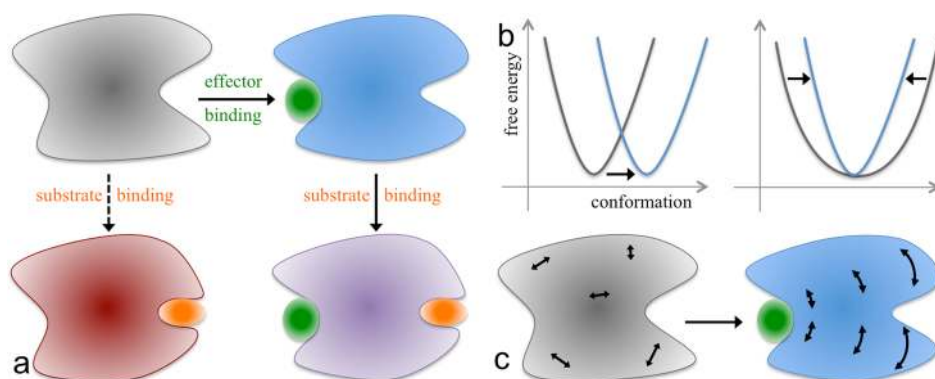 effector
binding
substrate binding
substrate binding
a
b
free energy
conformation
c